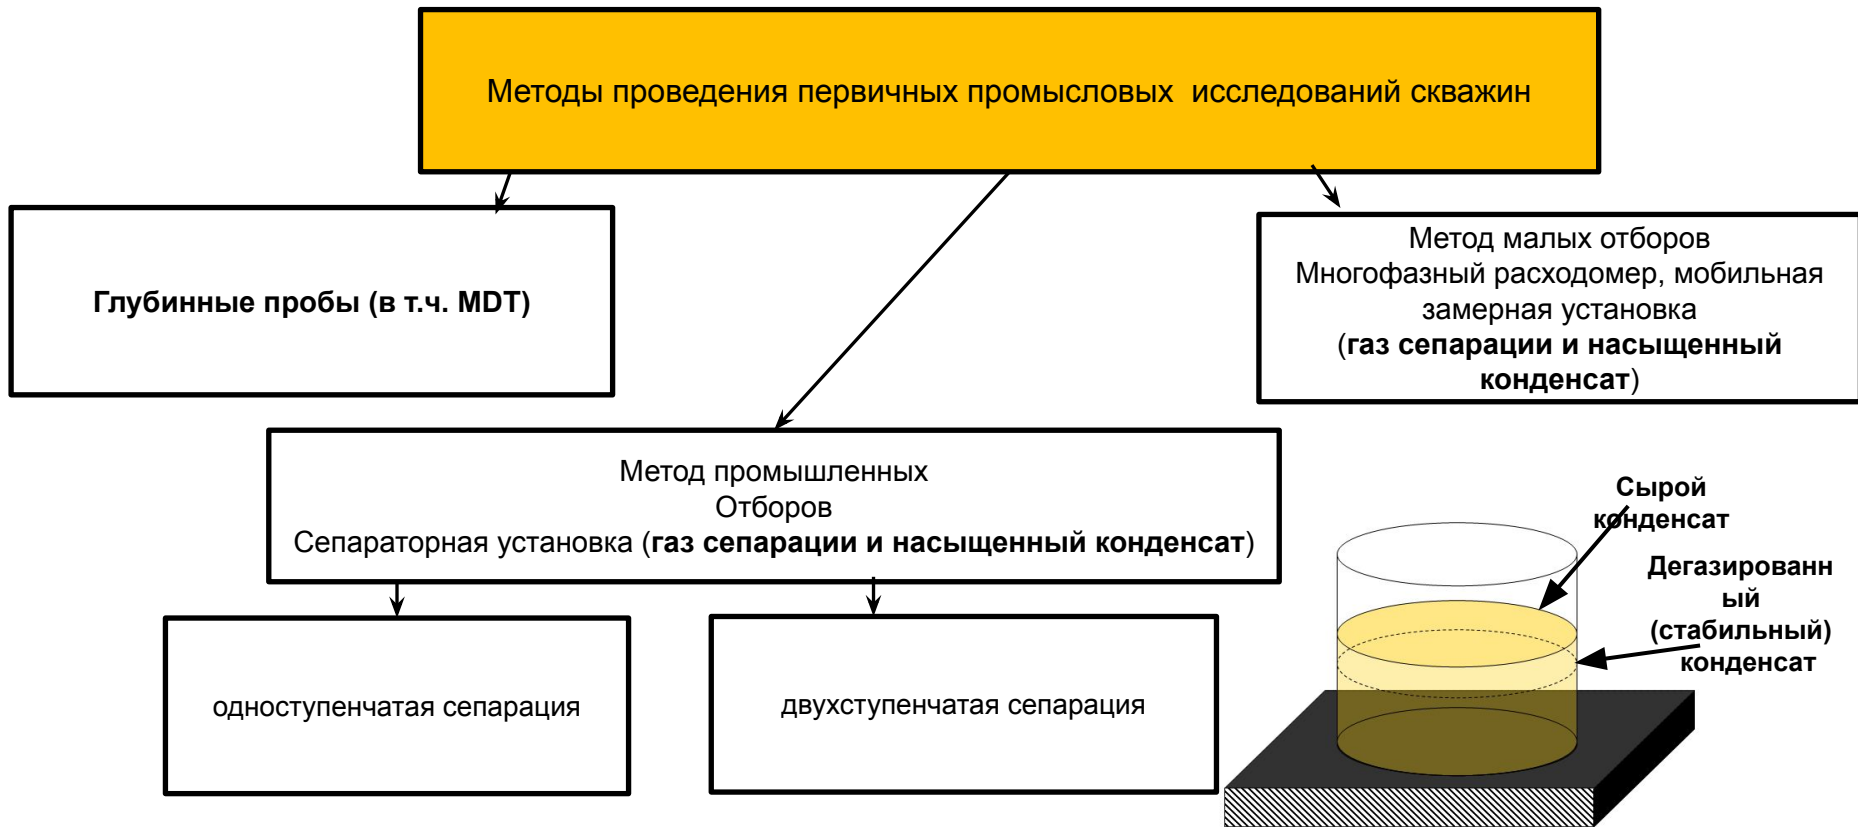 Методы проведения первичных промысловых исследований скважин
Глубинные пробы (в т.ч. MDT)
Метод малых отборов
Многофазный расходомер, мобильная
замерная установка
(газ сепарации и насыщенный
конденсат)
Метод промышленных
Отборов
Сепараторная установка (газ сепарации и насыщенный конденсат)
одноступенчатая сепарация
двухступенчатая сепарация
Сырой
конденсат
Дегазированн
ый
(стабильный)
конденсат